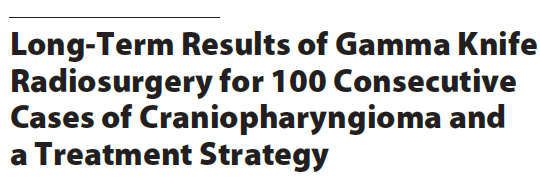 Long-Term Results of Gamma Knife
Radiosurgery for 100 Consecutive
Cases of Craniopharyngioma and
a Treatment Strategy